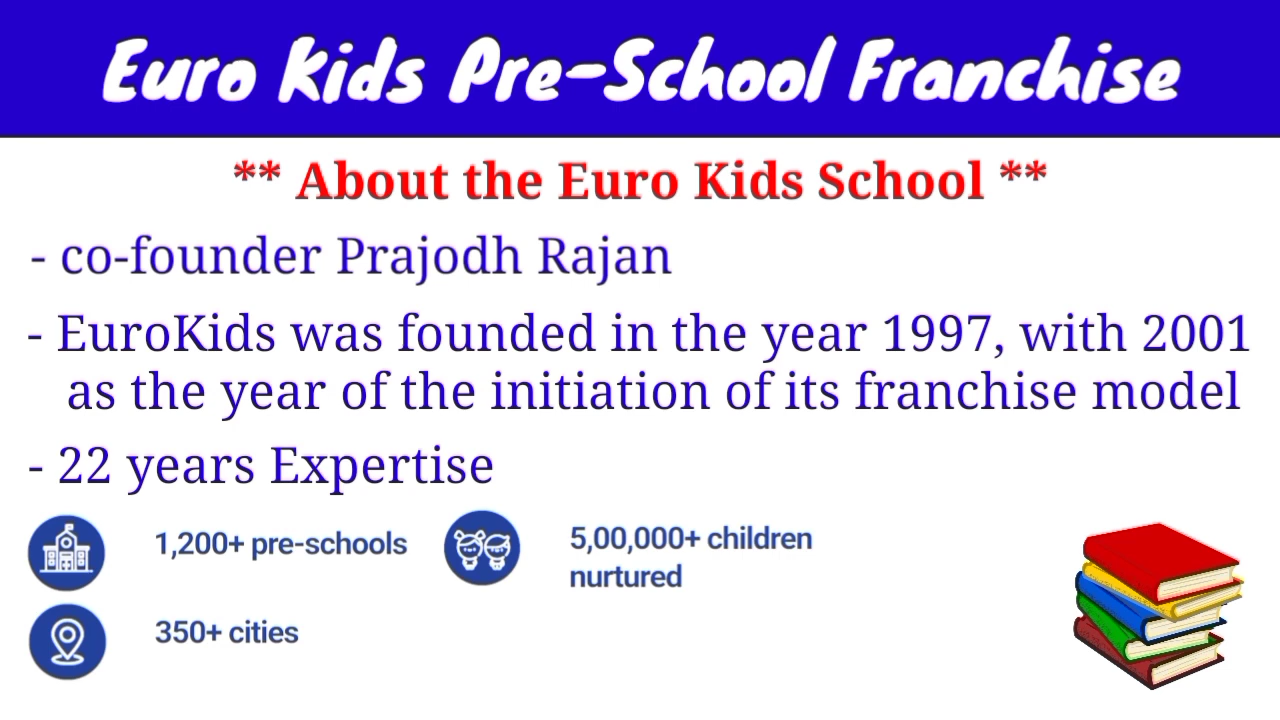 Euro Kids Pre-School Franchise
** About the Euro Kids School **
- co-founder Prajodh Rajan
- EuroKids was founded in the year 1997, with 2001
as the year of the initiation of its franchise model
- 22 years Expertise
1,200+ pre-schools
5,00,000+ children
nurtured
350+ cities